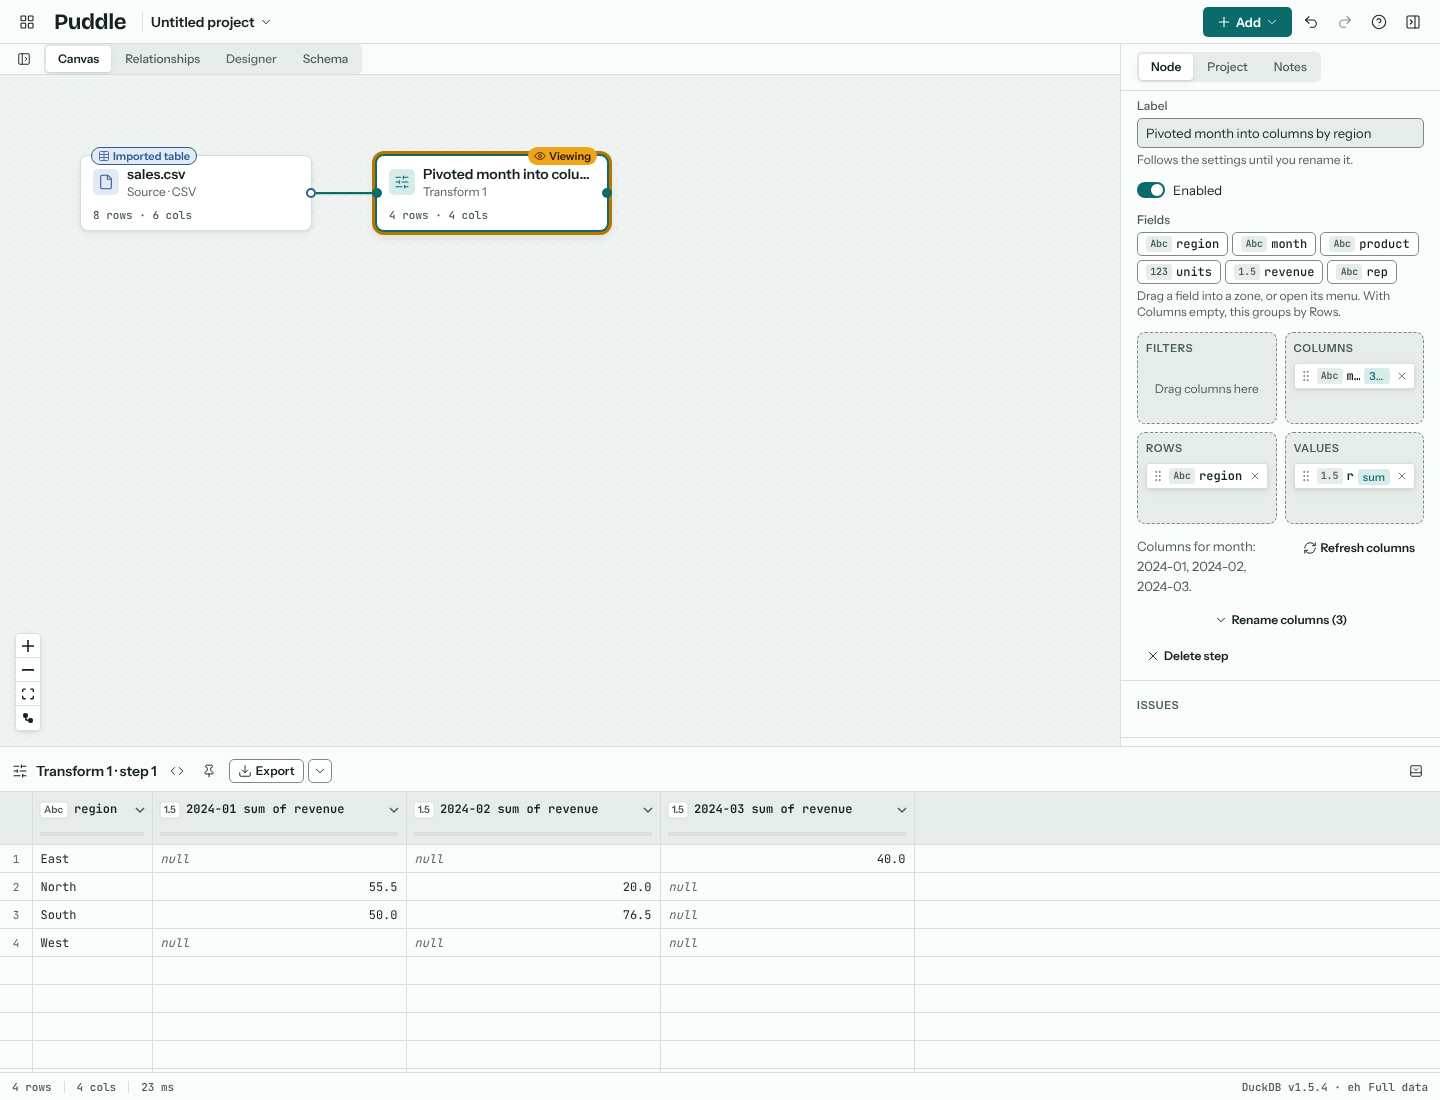 Puddle
Untitled project
Add
Canvas
Relationships
Designer
Schema
Node
Project
Notes
Imported table
sales.csv
Source · CSV
8 rows · 6 cols
Viewing
Pivoted month into colu...
Transform 1
4 rows · 4 cols
Label
Pivoted month into columns by region
Follows the settings until you rename it.
Enabled
Fields
Abc region
Abc month
Abc product
123 units
1.5 revenue
Abc rep
Drag a field into a zone, or open its menu. With
Columns empty, this groups by Rows.
FILTERS
Drag columns here
COLUMNS
Abc m... 3...
ROWS
Abc region
VALUES
1.5 r sum
Columns for month:
2024-01, 2024-02,
2024-03.
Refresh columns
Rename columns (3)
Delete step
ISSUES
Transform 1 · step 1
Export
Abc region
1.5 2024-01 sum of revenue
1.5 2024-02 sum of revenue
1.5 2024-03 sum of revenue
1 East null null 40.0
2 North 55.5 20.0 null
3 South 50.0 76.5 null
4 West null null null
4 rows
4 cols
23 ms
DuckDB v1.5.4 · eh Full data